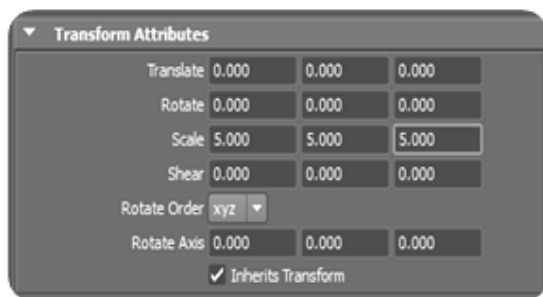 Transform Attributes
Translate 0.000 0.000 0.000
Rotate 0.000 0.000 0.000
Scale 5.000 5.000 5.000
Shear 0.000 0.000 0.000
Rotate Order xyz
Rotate Axis 0.000 0.000 0.000
Inherits Transform